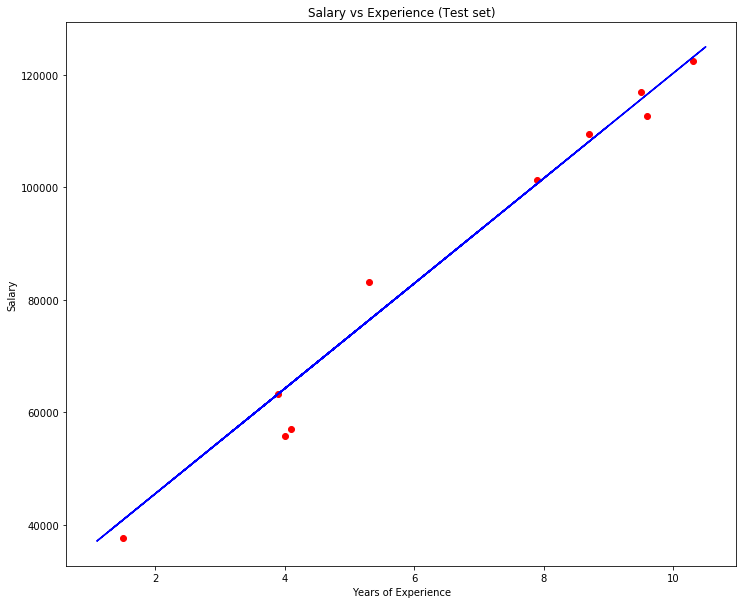 Salary vs Experience (Test set)
120000
100000
80000
60000
40000
Salary
2 4 6 8 10
Years of Experience